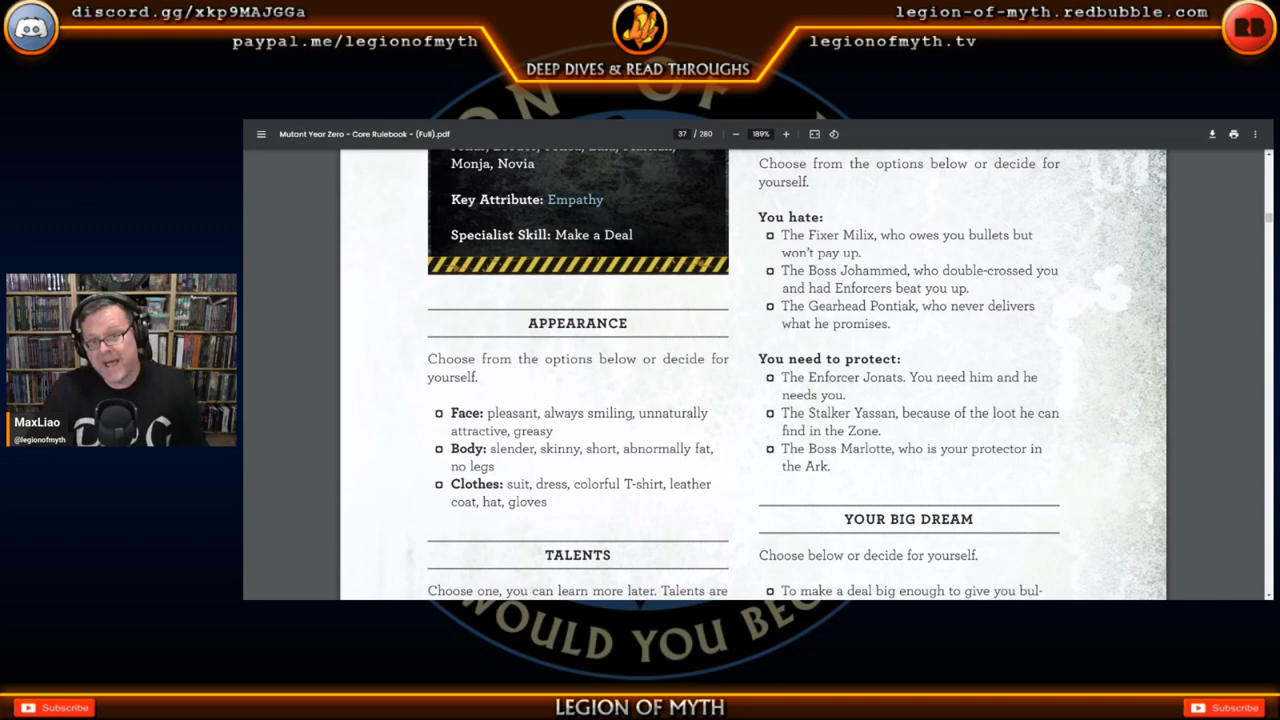 discord.gg/xkp9MAJGGa
legion-of-myth.redbubble.com
paypal.me/legionofmyth
legionofmyth.tv
DEEP DIVES & READ THROUGHS
Mutant Year Zero - Core Rulebook - (Full).pdf
37 / 280
189%
Monja, Novia
Key Attribute: Empathy
Specialist Skill: Make a Deal
APPEARANCE
Choose from the options below or decide for
yourself.
Face: pleasant, always smiling, unnaturally
attractive, greasy
Body: slender, skinny, short, abnormally fat,
no legs
Clothes: suit, dress, colorful T-shirt, leather
coat, hat, gloves
TALENTS
Choose one, you can learn more later. Talents are
Choose from the options below or decide for
yourself.
You hate:
The Fixer Milix, who owes you bullets but
won't pay up.
The Boss Johammed, who double-crossed you
and had Enforcers beat you up.
The Gearhead Pontiak, who never delivers
what he promises.
You need to protect:
The Enforcer Jonats. You need him and he
needs you.
The Stalker Yassan, because of the loot he can
find in the Zone.
The Boss Marlotte, who is your protector in
the Ark.
YOUR BIG DREAM
Choose below or decide for yourself.
To make a deal big enough to give you bul-
MaxLiao
@legionofmyth
WOULD YOU
Subscribe
LEGION OF MYTH
Subscribe